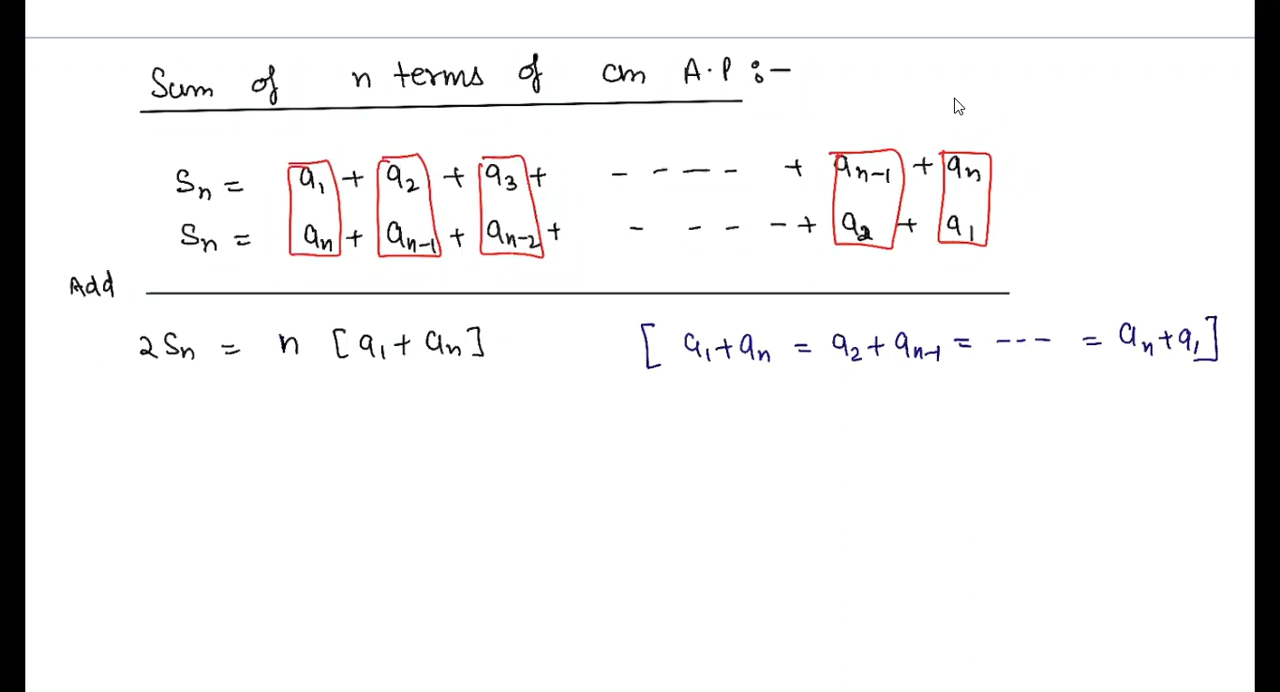 Sum of n terms of an A.P :-
Sn = a1 + a2 + a3 + - - - - - + an-1 + an
Sn = an + an-1 + an-2 + - - - - + a2 + a1
Add
2Sn = n [a1 + an] [ a1 + an = a2 + an-1 = - - - = an + a1 ]